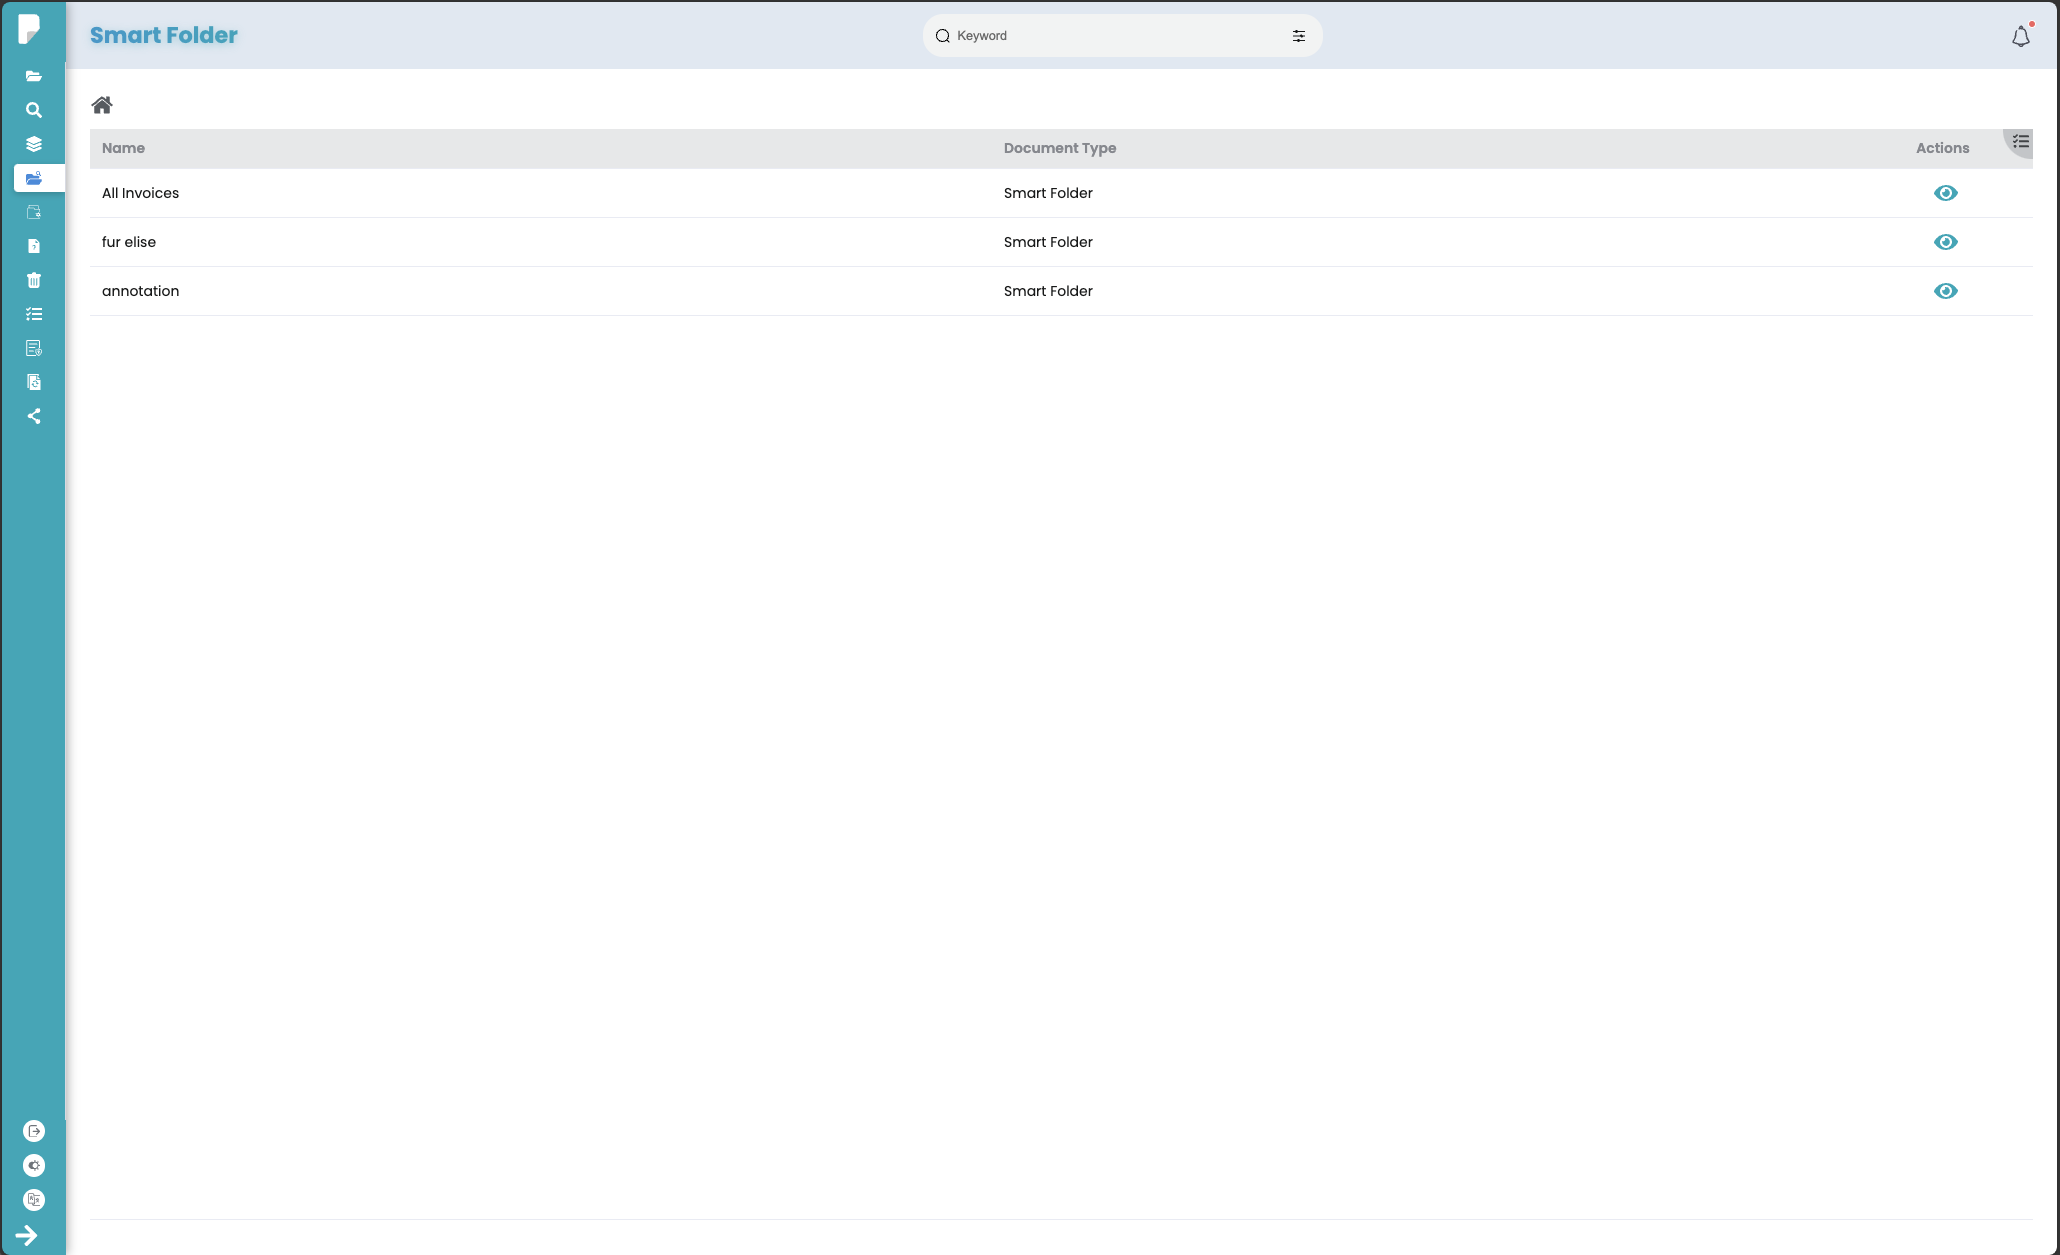 Smart Folder
Keyword
Name Document Type Actions
All Invoices Smart Folder
fur elise Smart Folder
annotation Smart Folder